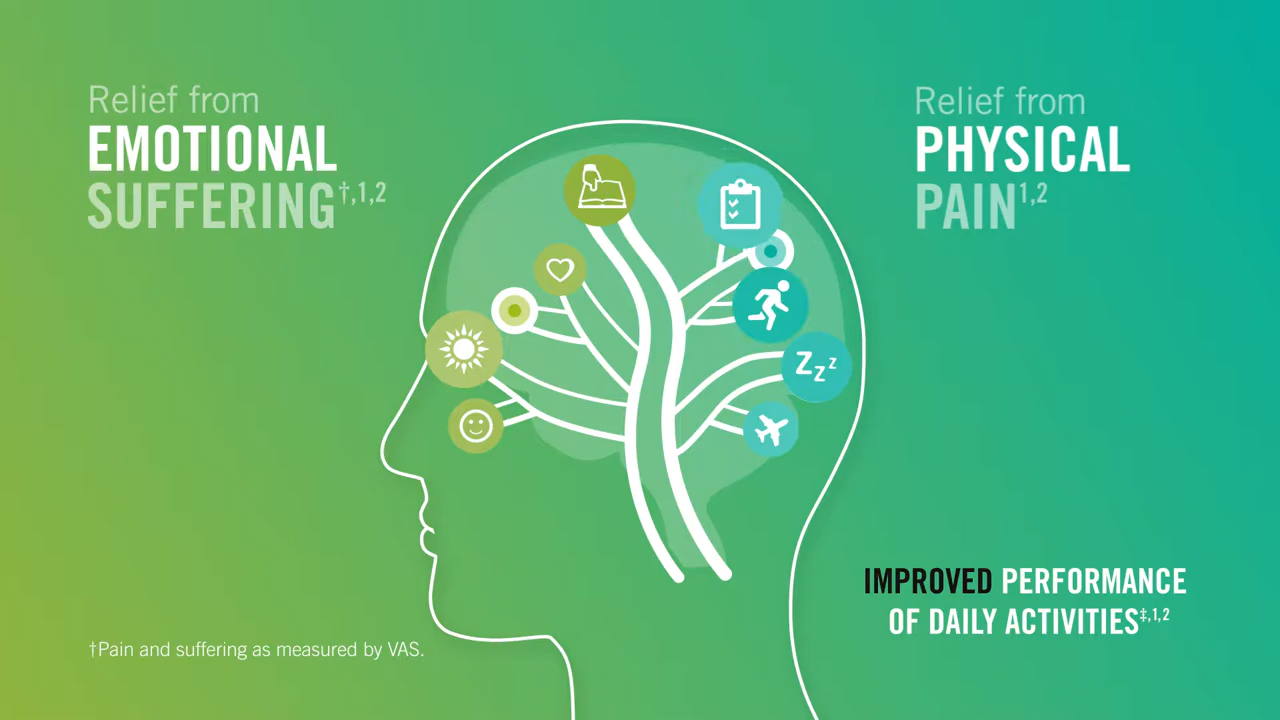 Relief from
EMOTIONAL
SUFFERING†,1,2
Relief from
PHYSICAL
PAIN1,2
Zzz
IMPROVED PERFORMANCE
OF DAILY ACTIVITIES‡,1,2
†Pain and suffering as measured by VAS.